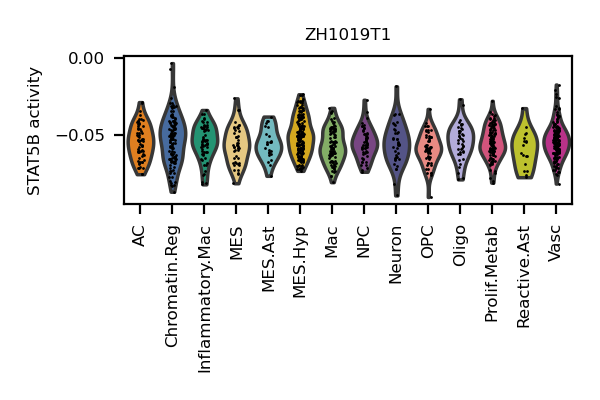 ZH1019T1
STAT5B activity
0.00
−0.05
AC
Chromatin.Reg
Inflammatory.Mac
MES
MES.Ast
MES.Hyp
Mac
NPC
Neuron
OPC
Oligo
Prolif.Metab
Reactive.Ast
Vasc